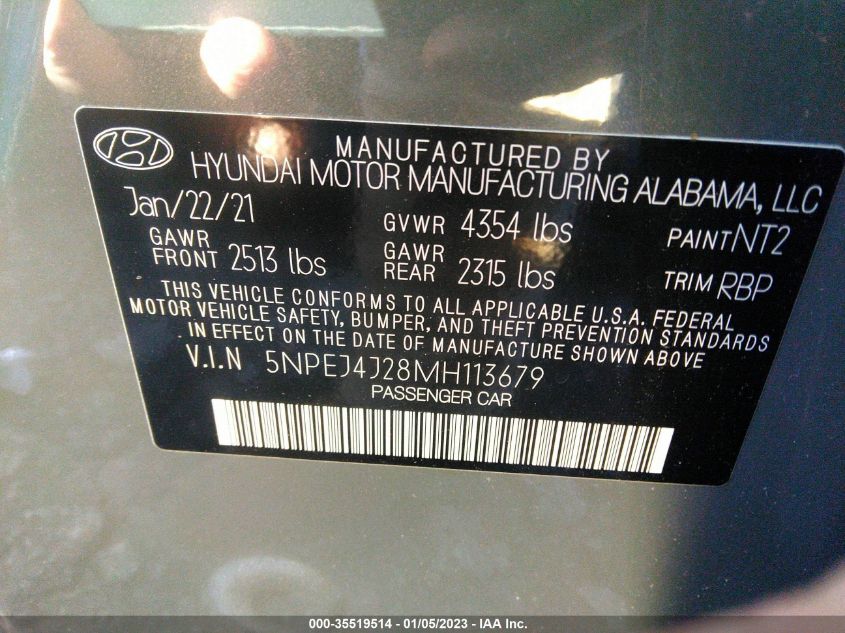 MANUFACTURED BY
HYUNDAI MOTOR MANUFACTURING ALABAMA, LLC
Jan/22/21 GVWR 4354 lbs PAINT NT2
GAWR FRONT 2513 lbs GAWR REAR 2315 lbs TRIM RBP
THIS VEHICLE CONFORMS TO ALL APPLICABLE U.S.A. FEDERAL
MOTOR VEHICLE SAFETY, BUMPER, AND THEFT PREVENTION STANDARDS
IN EFFECT ON THE DATE OF MANUFACTURE SHOWN ABOVE
V.I.N 5NPEJ4J28MH113679
PASSENGER CAR
000-35519514 - 01/05/2023 - IAA Inc.